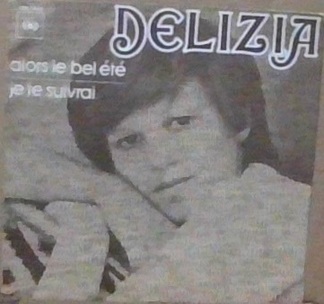 DELIZIA
alors le bel été
je te suivrai